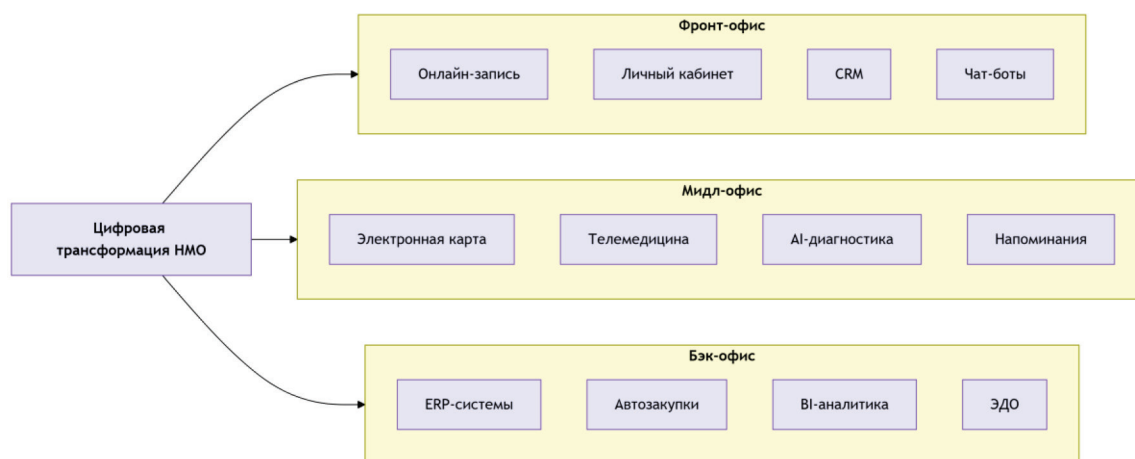 Фронт-офис
Онлайн-запись
Личный кабинет
CRM
Чат-боты
Цифровая
трансформация НМО
Мидл-офис
Электронная карта
Телемедицина
AI-диагностика
Напоминания
Бэк-офис
ERP-системы
Автозакупки
BI-аналитика
ЭДО